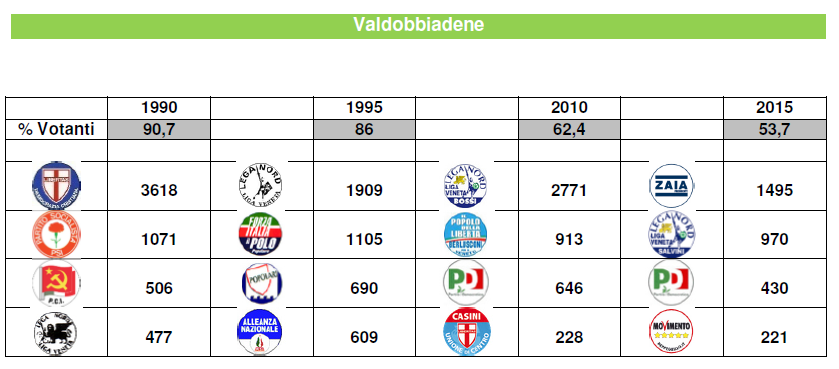 Valdobbiadene
1990 1995 2010 2015
% Votanti 90,7 86 62,4 53,7
LIBERTAS DEMOCRAZIA CRISTIANA 3618 LEGA NORD LIGA VENETA 1909 LEGA NORD LIGA VENETA BOSSI 2771 ZAIA 1495
PARTITO SOCIALISTA PSI 1071 FORZA ITALIA IL POLO POPOLARE 1105 IL POPOLO DELLA LIBERTÀ BERLUSCONI 913 LEGA NORD LIGA VENETA SALVINI 970
P.C.I. 506 POPOLARI 690 PD 646 PD 430
LIGA VENETA 477 ALLEANZA NAZIONALE 609 CASINI UNIONE DI CENTRO 228 MOVIMENTO 221